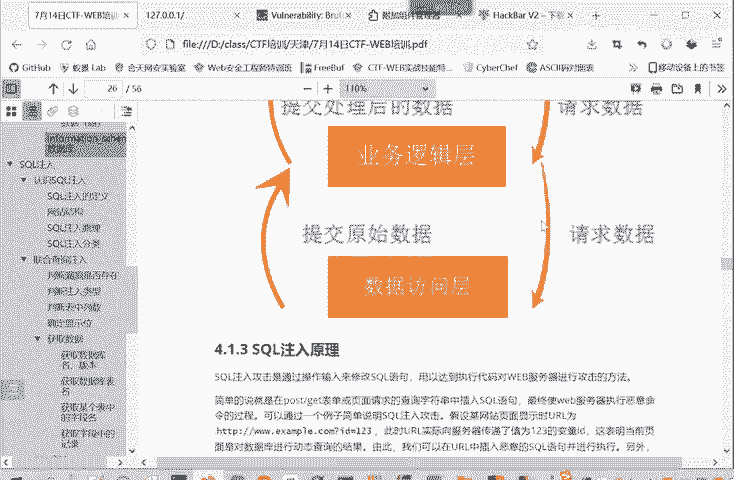 7月14日CTF-WEB培训
127.0.0.1/
Vulnerability: Brut
附加组件管理器
HackBar V2 – 下载
file:///D:/class/CTF培训/天津/7月14日CTF-WEB培训.pdf
GitHub
蚁景 Lab
合天网安实验室
Web安全工程师特训班
FreeBuf
CTF-WEB实战技能特...
CyberChef
ASCII码对照表
移动设备上的书签
26 / 56
110%
数据库
SQL注入
认识SQL注入
SQL注入的定义
网站结构
SQL注入原理
SQL注入分类
联合查询注入
判断漏洞是否存在
判断注入类型
判断表中列数
确定显示位
获取数据
获取数据库名、版本
获取数据库表名
获取某个表中的字段名
获取字段中的记录
提交处理后的数据
请求数据
业务逻辑层
提交原始数据
请求数据
数据访问层
4.1.3 SQL注入原理
SQL注入攻击是通过操作输入来修改SQL语句，用以达到执行代码对WEB服务器进行攻击的方法。
简单的说就是在post/get表单或页面请求的查询字符串中插入SQL语句，最终使web服务器执行恶意命
令的过程。可以通过一个例子简单说明SQL注入攻击。假设某网站页面显示时URL为
http://www.example.com?id=123 ，此时URL实际向服务器传递了值为123的变量id，这表明当前页
面是对数据库进行动态查询的结果。由此，我们可以在URL中插入恶意的SQL语句并进行执行。另外，